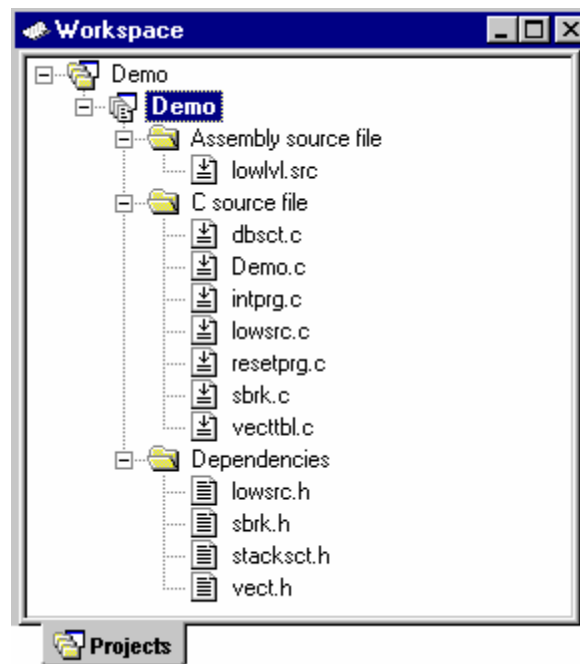 Workspace
Demo
Demo
Assembly source file
lowlvl.src
C source file
dbsct.c
Demo.c
intprg.c
lowsrc.c
resetprg.c
sbrk.c
vecttbl.c
Dependencies
lowsrc.h
sbrk.h
stacksct.h
vect.h
Projects